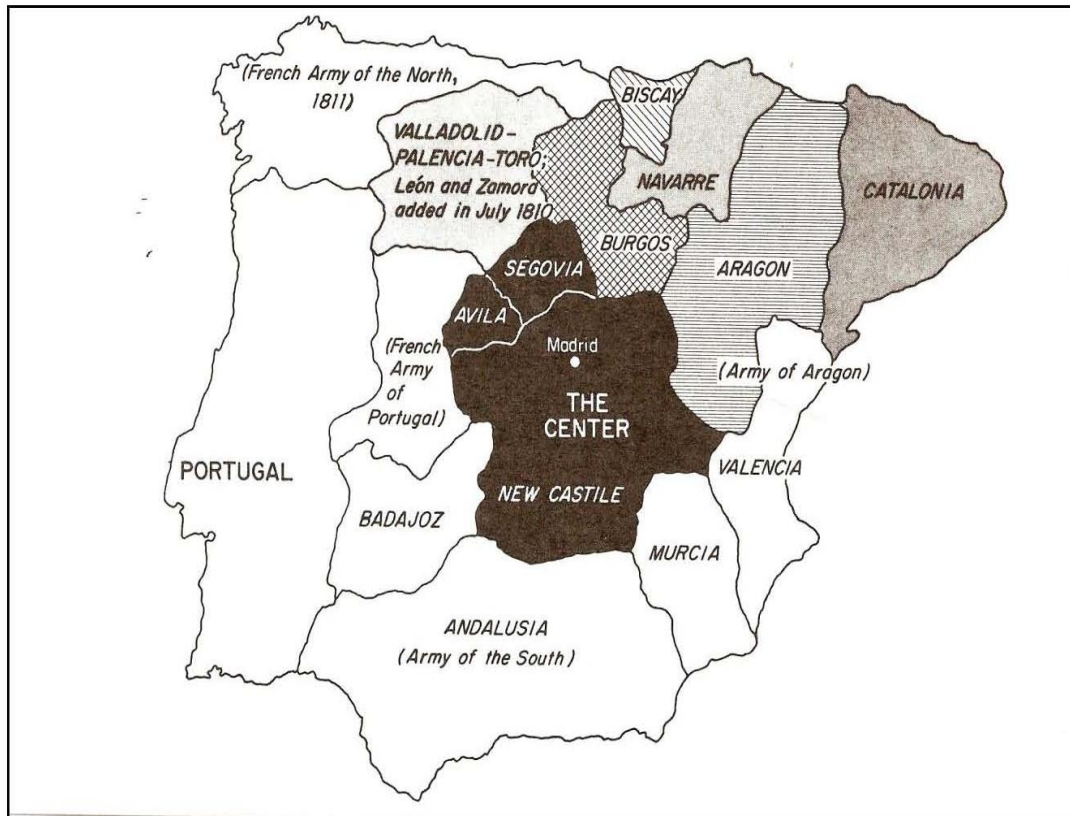 (French Army of the North,
1811)
BISCAY
VALLADOLID-
PALENCIA-TORO;
León and Zamora
added in July 1810
NAVARRE
CATALONIA
BURGOS
ARAGON
SEGOVIA
AVILA
Madrid
(French
Army
of
Portugal)
(Army of Aragon)
THE
CENTER
PORTUGAL
VALENCIA
NEW CASTILE
BADAJOZ
MURCIA
ANDALUSIA
(Army of the South)